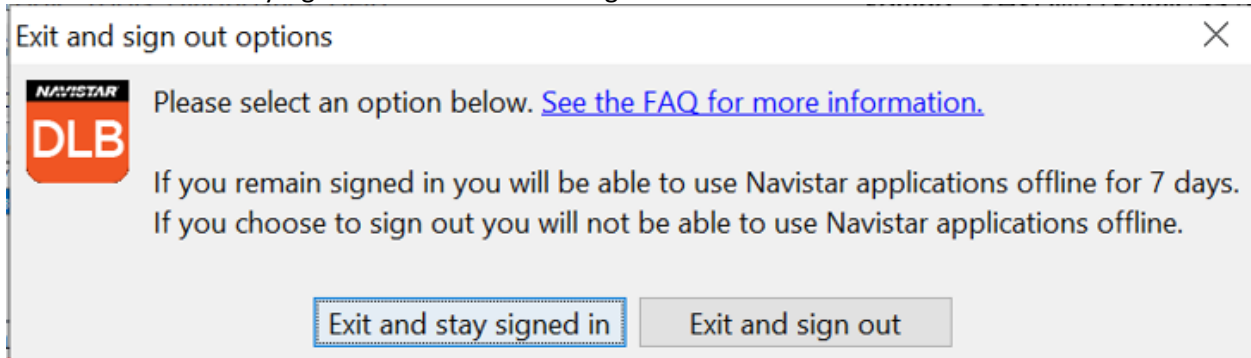 Exit and sign out options
NAVISTAR
DLB
Please select an option below. See the FAQ for more information.
If you remain signed in you will be able to use Navistar applications offline for 7 days.
If you choose to sign out you will not be able to use Navistar applications offline.
Exit and stay signed in
Exit and sign out